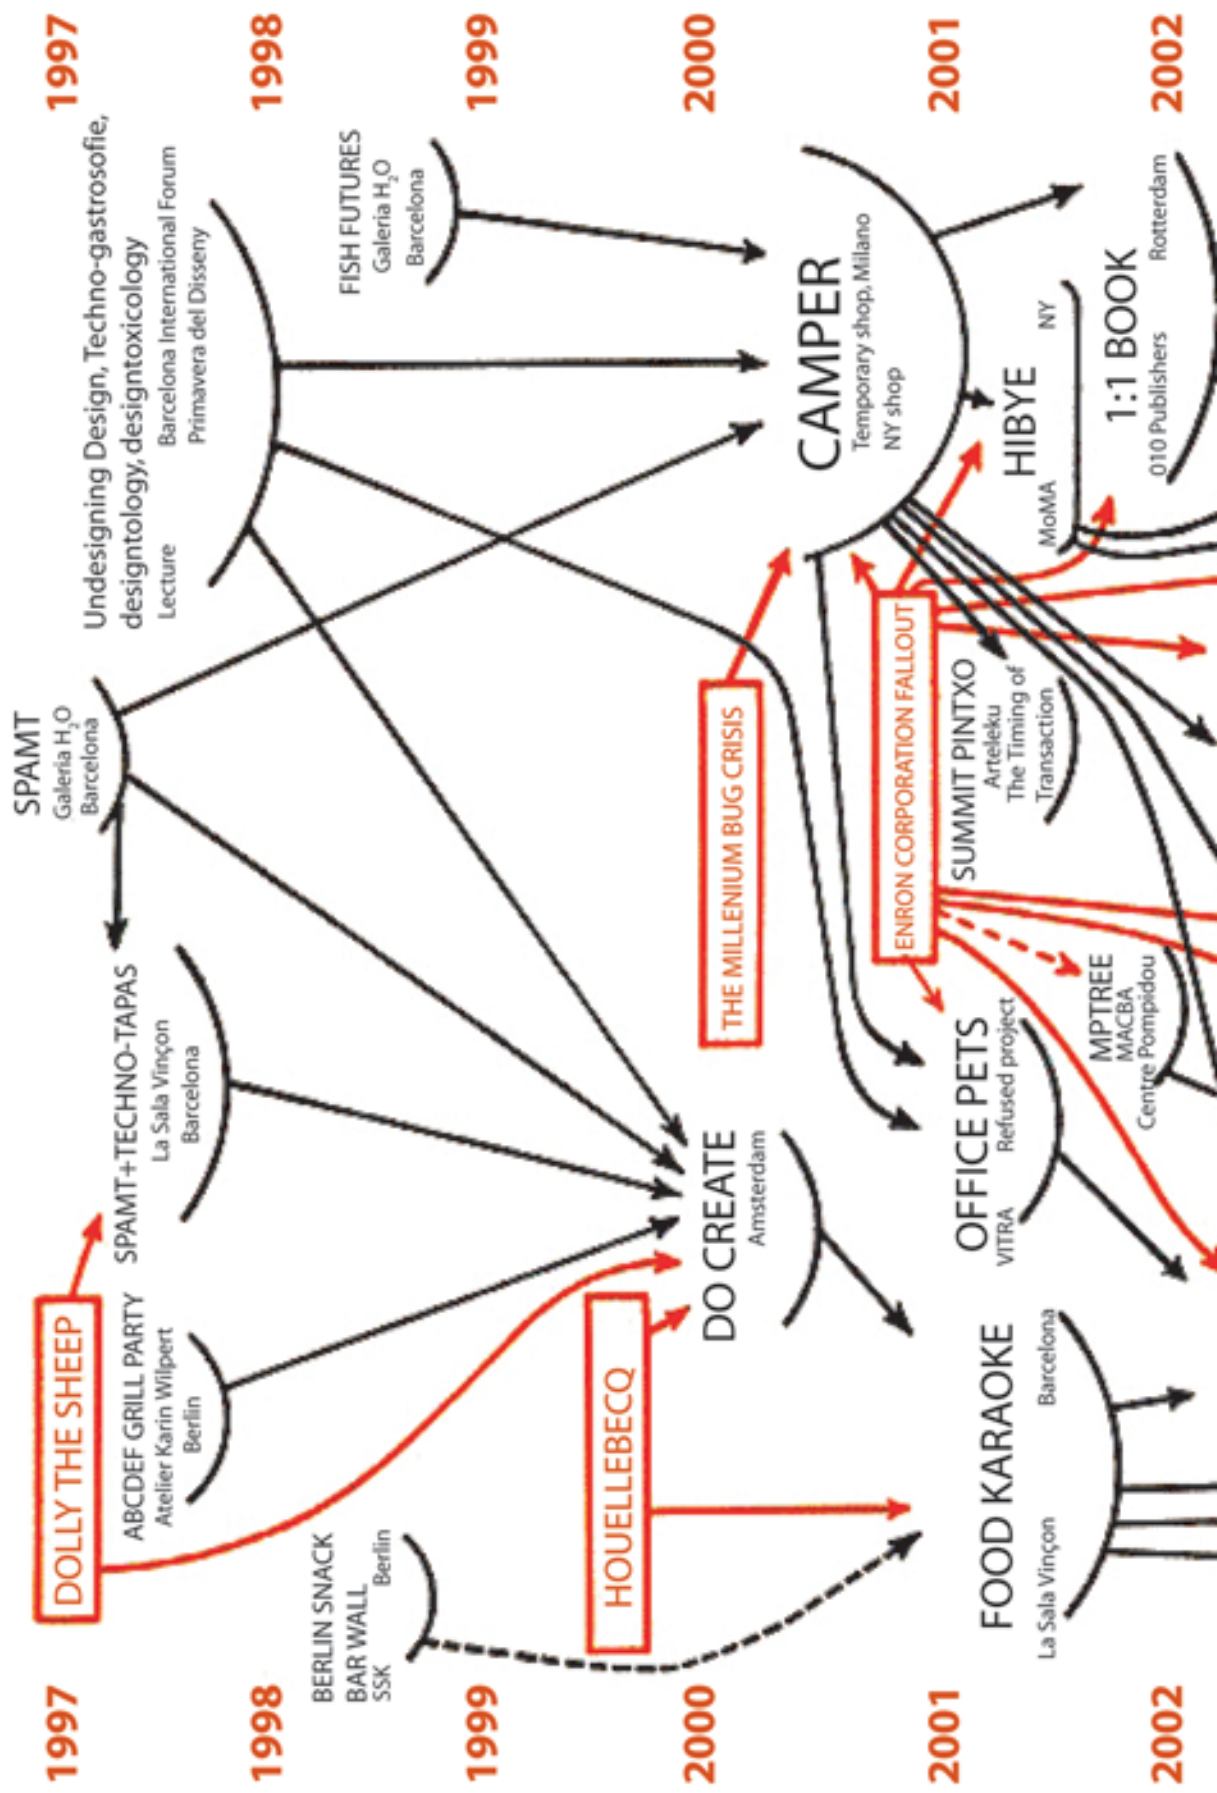 1997
1998
1999
2000
2001
2002
DOLLY THE SHEEP
ABCDEF GRILL PARTY
Atelier Karin Wilpert
Berlin
BERLIN SNACK
BAR WALL
SSK Berlin
SPAMT
Galeria H₂O
Barcelona
SPAMT+TECHNO-TAPAS
La Sala Vinçon
Barcelona
Undesigning Design, Techno-gastrosofie,
designtology, designtoxicology
Lecture Barcelona International Forum
Primavera del Disseny
FISH FUTURES
Galeria H₂O
Barcelona
HOUELLEBECQ
DO CREATE
Amsterdam
THE MILLENIUM BUG CRISIS
CAMPER
Temporary shop, Milano
NY shop
ENRON CORPORATION FALLOUT
FOOD KARAOKE
La Sala Vinçon Barcelona
OFFICE PETS
VITRA Refused project
SUMMIT PINTXO
Arteleku
The Timing of
Transaction
HIBYE
MoMA NY
MPTREE
MACBA
Centre Pompidou
1:1 BOOK
010 Publishers Rotterdam
1997
1998
1999
2000
2001
2002